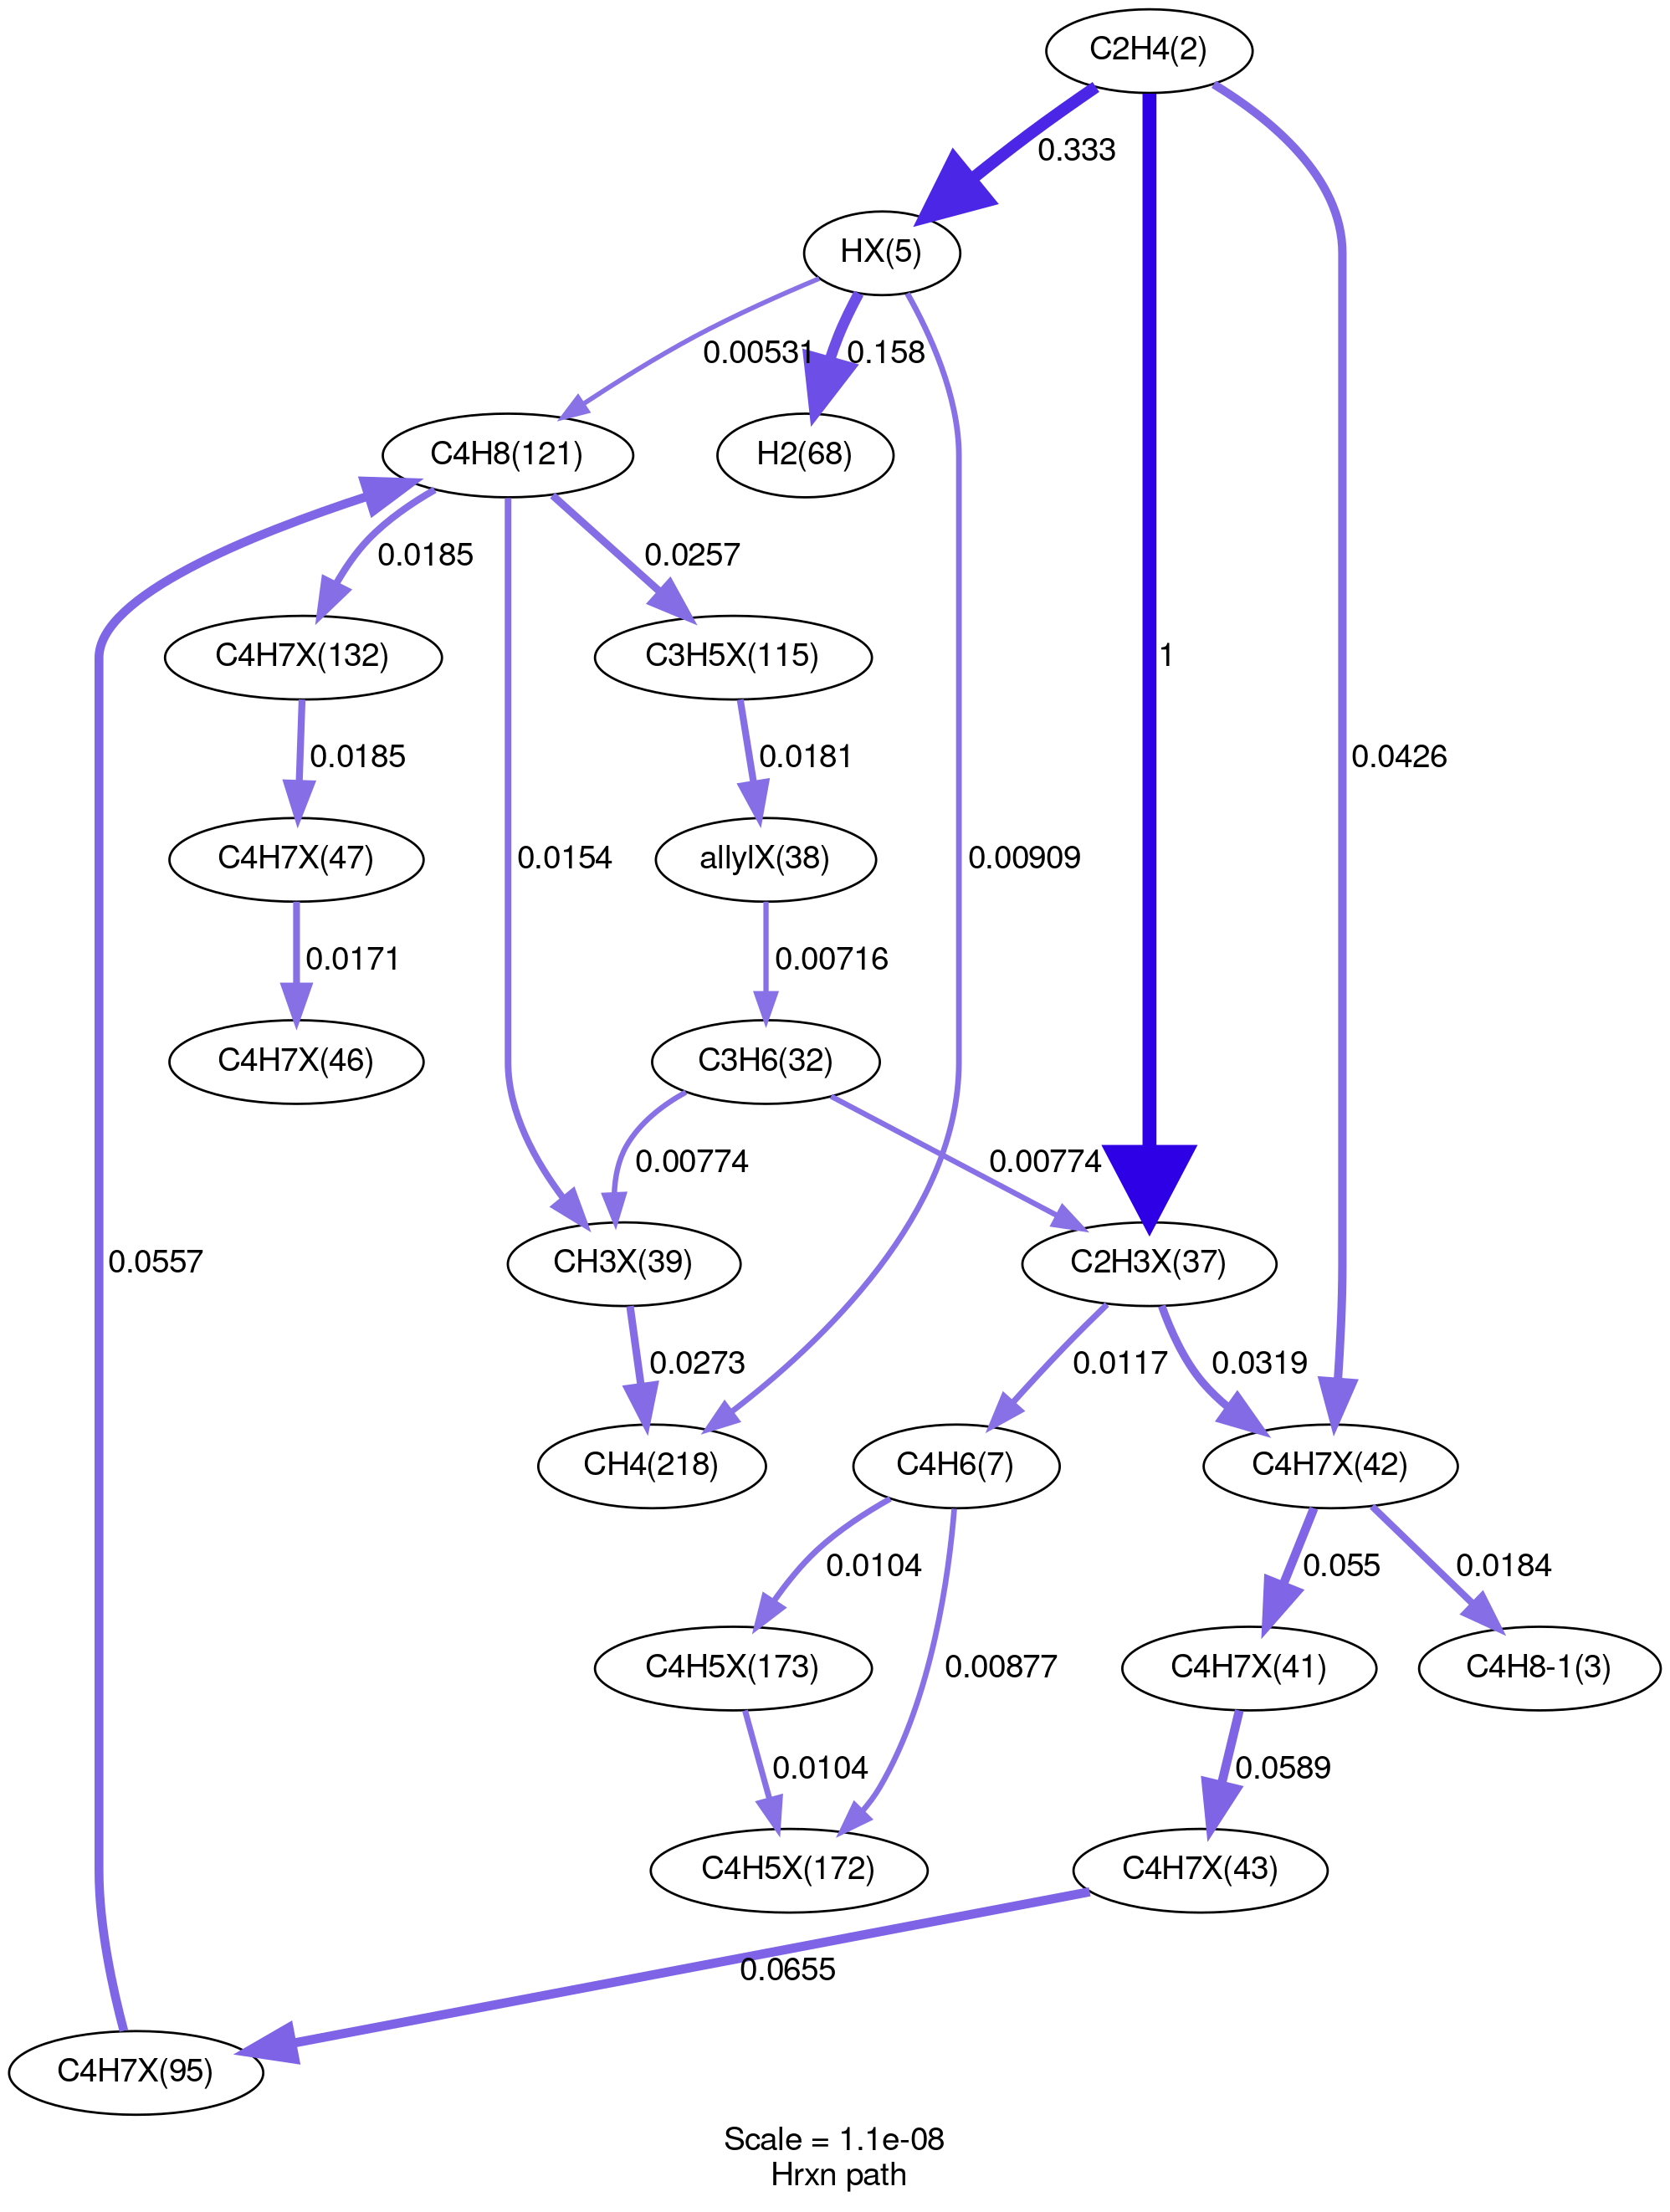 C2H4(2)
0.333
HX(5)
0.00531
0.158
C4H8(121)
H2(68)
0.0185
0.0257
C4H7X(132)
C3H5X(115)
1
0.0185
0.0181
0.0426
C4H7X(47)
0.0154
allylX(38)
0.00909
0.0171
0.00716
C4H7X(46)
C3H6(32)
0.00774
0.00774
0.0557
CH3X(39)
C2H3X(37)
0.0273
0.0117
0.0319
CH4(218)
C4H6(7)
C4H7X(42)
0.0104
0.055
0.0184
C4H5X(173)
0.00877
C4H7X(41)
C4H8-1(3)
0.0104
0.0589
C4H5X(172)
C4H7X(43)
0.0655
C4H7X(95)
Scale = 1.1e-08
Hrxn path